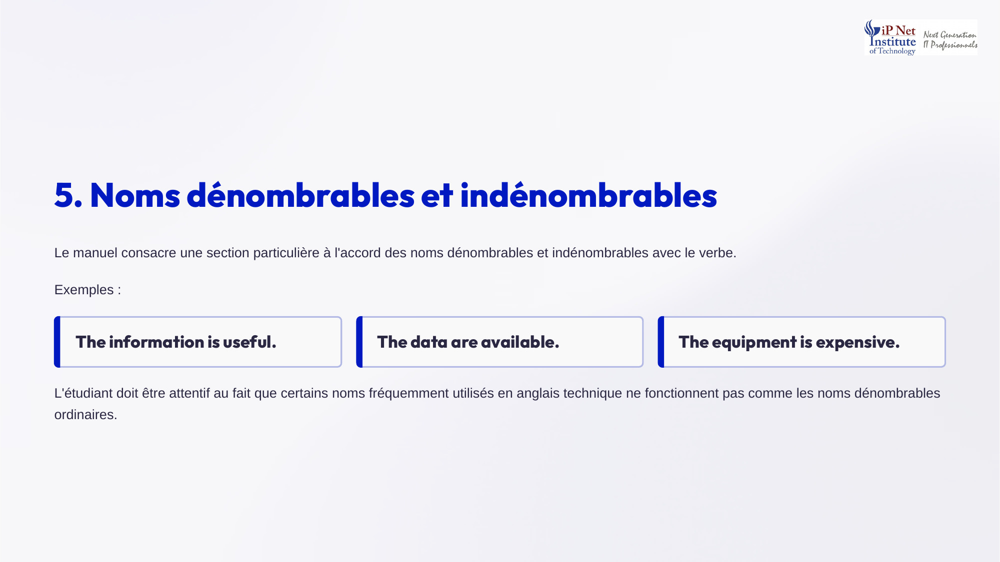 iP Net
Institute
of Technology
Next Generation
IT Professionnels
5. Noms dénombrables et indénombrables
Le manuel consacre une section particulière à l'accord des noms dénombrables et indénombrables avec le verbe.
Exemples :
The information is useful.
The data are available.
The equipment is expensive.
L'étudiant doit être attentif au fait que certains noms fréquemment utilisés en anglais technique ne fonctionnent pas comme les noms dénombrables
ordinaires.